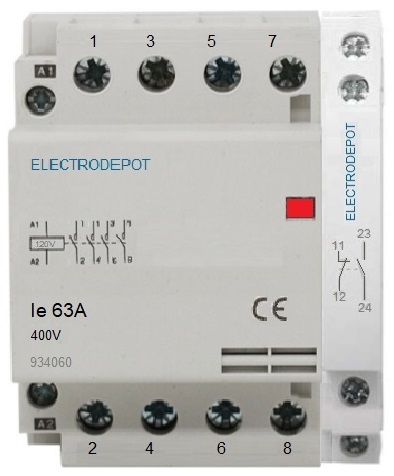 1 3 5 7
A1
ELECTRODEPOT
ELECTRODEPOT
A1 1 3 3 7
120V
A2 2 4 6 8
23
11
12
24
Ie 63A
400V
934060
CE
A2
2 4 6 8